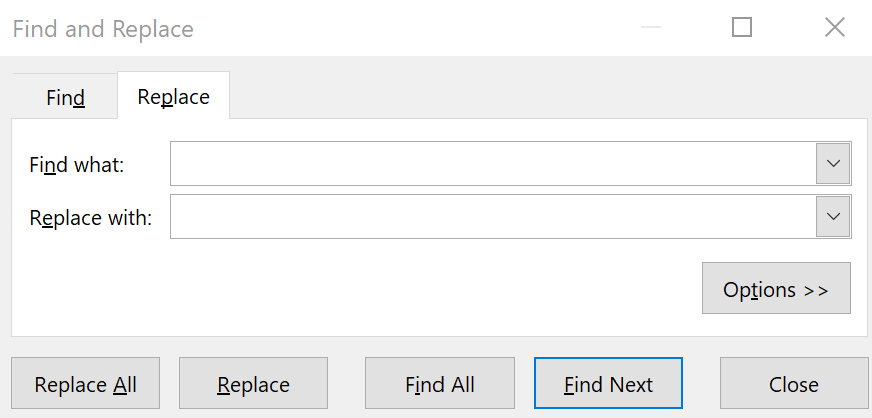 Find and Replace
Find
Replace
Find what:
Replace with:
Options >>
Replace All
Replace
Find All
Find Next
Close